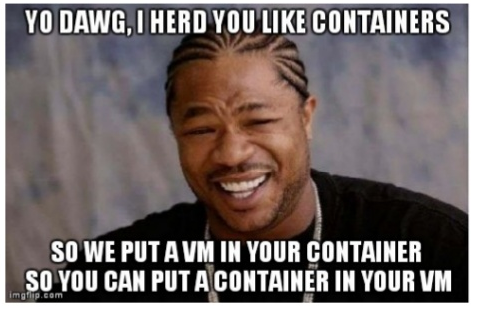 YO DAWG, I HERD YOU LIKE CONTAINERS
SO WE PUT A VM IN YOUR CONTAINER
SO YOU CAN PUT A CONTAINER IN YOUR VM
imgflip.com